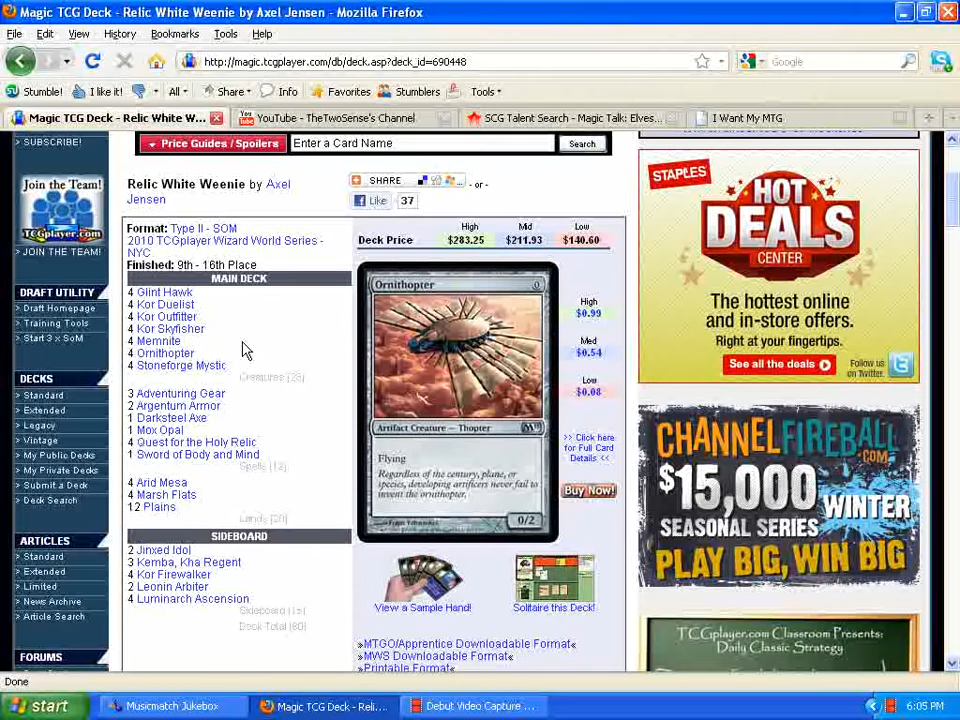 Magic TCG Deck - Relic White Weenie by Axel Jensen - Mozilla Firefox
File Edit View History Bookmarks Tools Help
http://magic.tcgplayer.com/db/deck.asp?deck_id=690448
Google
Stumble! I like it! All Share Info Favorites Stumblers Tools
Magic TCG Deck - Relic White W... YouTube - TheTwoSense's Channel SCG Talent Search - Magic Talk: Elves... I Want My MTG
> SUBSCRIBE!
Join the Team!
TCGplayer.com
> JOIN THE TEAM!
DRAFT UTILITY
> Draft Homepage
> Training Tools
> Start 3 x SoM
DECKS
> Standard
> Extended
> Legacy
> Vintage
> My Public Decks
> My Private Decks
> Submit a Deck
> Deck Search
ARTICLES
> Standard
> Extended
> Limited
> News Archive
> Article Search
FORUMS
Price Guides / Spoilers Enter a Card Name Search
Relic White Weenie by Axel
Jensen
SHARE ... - or -
Like 37
Format: Type II - SOM
2010 TCGplayer Wizard World Series -
NYC
Finished: 9th - 16th Place
MAIN DECK
4 Glint Hawk
4 Kor Duelist
4 Kor Outfitter
4 Kor Skyfisher
4 Memnite
4 Ornithopter
4 Stoneforge Mystic
Creatures [28]
3 Adventuring Gear
2 Argentum Armor
1 Darksteel Axe
1 Mox Opal
4 Quest for the Holy Relic
1 Sword of Body and Mind
Spells [12]
4 Arid Mesa
4 Marsh Flats
12 Plains
Lands [20]
SIDEBOARD
2 Jinxed Idol
3 Kemba, Kha Regent
4 Kor Firewalker
2 Leonin Arbiter
4 Luminarch Ascension
Sideboard [15]
Deck Total [60]
High Mid Low
Deck Price $283.25 $211.93 $140.60
Ornithopter 0
Artifact Creature — Thopter
Flying
Regardless of the century, plane, or
species, developing artificers never fail to
invent the ornithopter.
0/2
High
$0.99
Med
$0.54
Low
$0.08
>> Click here
for Full Card
Details <<
Buy Now!
View a Sample Hand!
Solitaire this Deck!
»MTGO/Apprentice Downloadable Format«
»MWS Downloadable Format«
»Printable Format«
STAPLES
HOT
DEALS
CENTER
The hottest online
and in-store offers.
Right at your fingertips.
See all the deals
Follow us
on Twitter.
CHANNELFIREBALL
.COM
$15,000 WINTER
SEASONAL SERIES
PLAY BIG, WIN BIG
TCGplayer.com Classroom Presents:
Daily Classic Strategy
Done
start Musicmatch Jukebox Magic TCG Deck - Reli... Debut Video Capture ... 6:05 PM